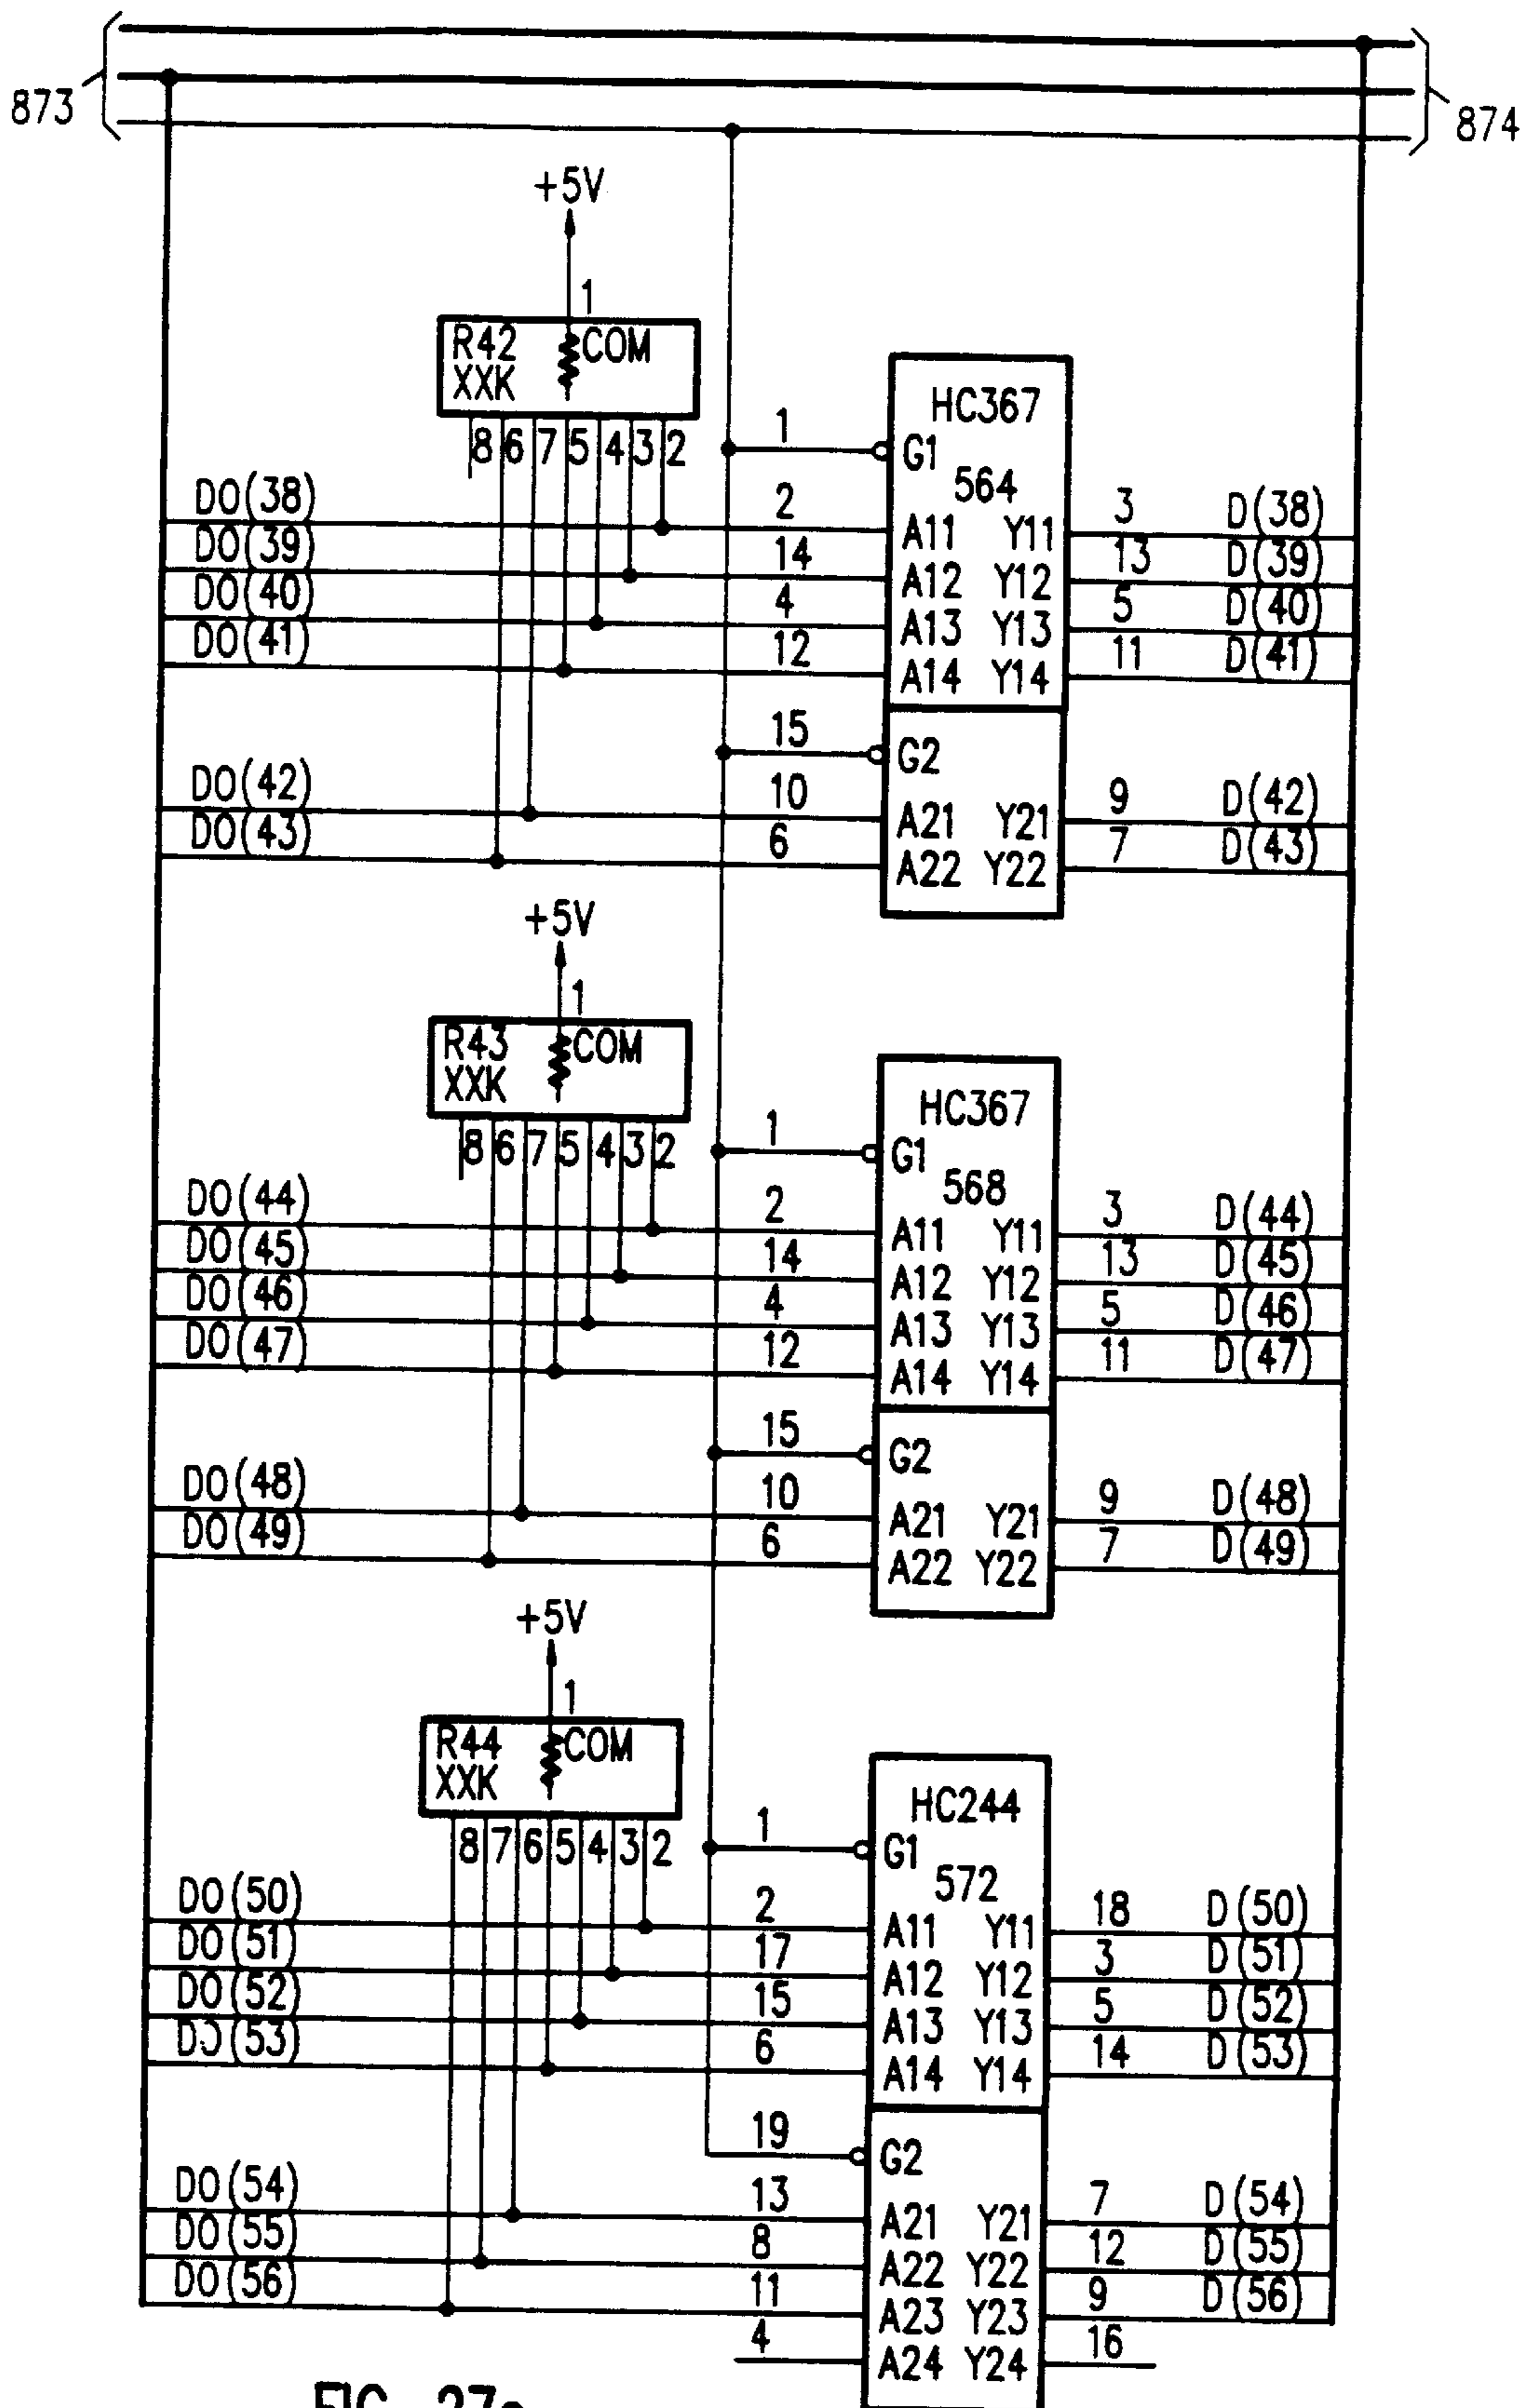 873
874
+5V
1
R42 COM
XXK
8 6 7 5 4 3 2
HC367
1 G1
564
DO(38) 2 A11 Y11 3 D(38)
DO(39) 14 A12 Y12 13 D(39)
DO(40) 4 A13 Y13 5 D(40)
DO(41) 12 A14 Y14 11 D(41)
15 G2
DO(42) 10 A21 Y21 9 D(42)
DO(43) 6 A22 Y22 7 D(43)
+5V
1
R43 COM
XXK
8 6 7 5 4 3 2
HC367
1 G1
568
DO(44) 2 A11 Y11 3 D(44)
DO(45) 14 A12 Y12 13 D(45)
DO(46) 4 A13 Y13 5 D(46)
DO(47) 12 A14 Y14 11 D(47)
15 G2
DO(48) 10 A21 Y21 9 D(48)
DO(49) 6 A22 Y22 7 D(49)
+5V
1
R44 COM
XXK
8 7 6 5 4 3 2
HC244
1 G1
572
DO(50) 2 A11 Y11 18 D(50)
DO(51) 17 A12 Y12 3 D(51)
DO(52) 15 A13 Y13 5 D(52)
DO(53) 6 A14 Y14 14 D(53)
19 G2
DO(54) 13 A21 Y21 7 D(54)
DO(55) 8 A22 Y22 12 D(55)
DO(56) 11 A23 Y23 9 D(56)
4 A24 Y24 16
FIG.